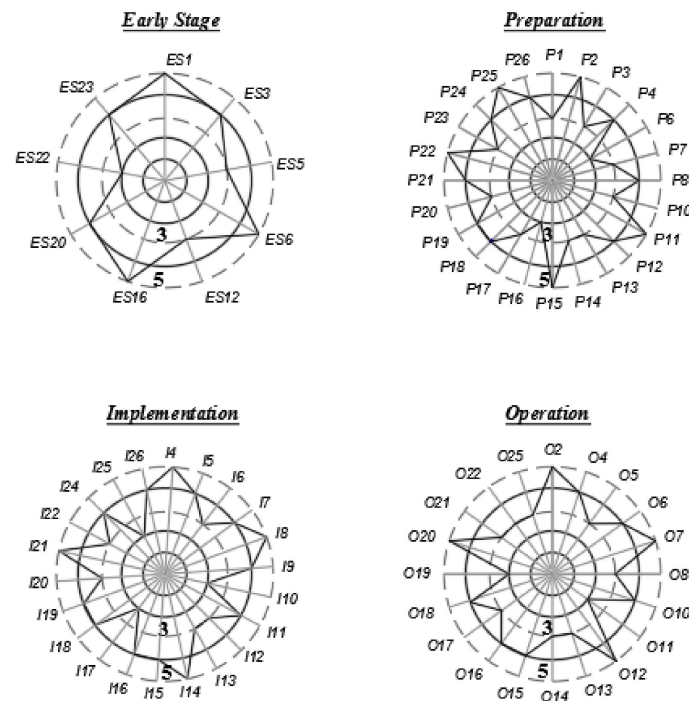 Early Stage
ES1
ES3
ES5
ES6
ES12
ES16
ES20
ES22
ES23
3
5
Preparation
P1
P2
P3
P4
P6
P7
P8
P10
P11
P12
P13
P14
P15
P16
P17
P18
P19
P20
P21
P22
P23
P24
P25
P26
3
5
Implementation
I4
I5
I6
I7
I8
I9
I10
I11
I12
I13
I14
I15
I16
I17
I18
I19
I20
I21
I22
I24
I25
I26
3
5
Operation
O2
O4
O5
O6
O7
O8
O10
O11
O12
O13
O14
O15
O16
O17
O18
O19
O20
O21
O22
O25
3
5